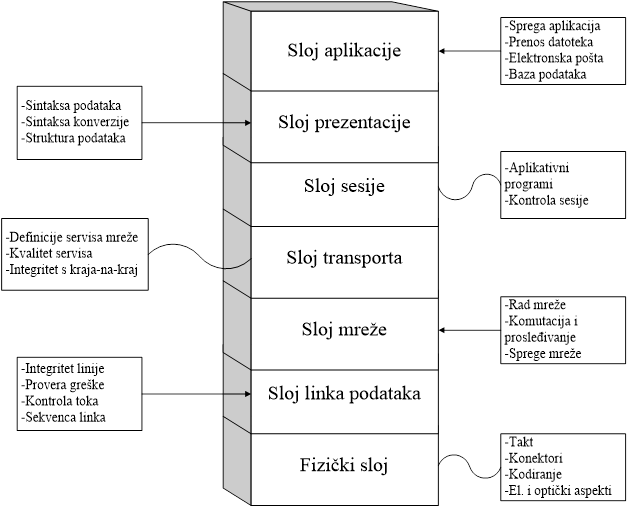 Sloj aplikacije
-Sprega aplikacija
-Prenos datoteka
-Elektronska pošta
-Baza podataka
Sloj prezentacije
-Sintaksa podataka
-Sintaksa konverzije
-Struktura podataka
Sloj sesije
-Aplikativni
programi
-Kontrola sesije
Sloj transporta
-Definicije servisa mreže
-Kvalitet servisa
-Integritet s kraja-na-kraj
Sloj mreže
-Rad mreže
-Komutacija i
prosleđivanje
-Sprege mreže
Sloj linka podataka
-Integritet linije
-Provera greške
-Kontrola toka
-Sekvenca linka
Fizički sloj
-Takt
-Konektori
-Kodiranje
-El. i optički aspekti